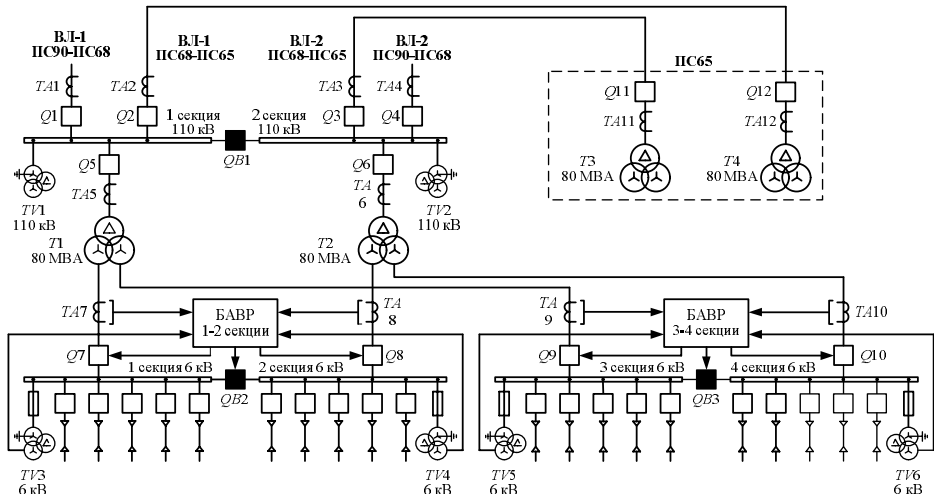 ВЛ-1
ПС90-ПС68
ВЛ-1
ПС68-ПС65
ВЛ-2
ПС68-ПС65
ВЛ-2
ПС90-ПС68
ПС65
TA1
TA2
TA3
TA4
Q1
Q2
Q3
Q4
1 секция
110 кВ
2 секция
110 кВ
QB1
Q11
Q12
TA11
TA12
T3
80 МВА
T4
80 МВА
Q5
Q6
TA5
TA
6
TV1
110 кВ
TV2
110 кВ
T1
80 МВА
T2
80 МВА
TA7
БАВР
1-2 секции
TA
8
TA
9
БАВР
3-4 секции
TA10
Q7
Q8
Q9
Q10
1 секция 6 кВ
2 секция 6 кВ
3 секция 6 кВ
4 секция 6 кВ
QB2
QB3
TV3
6 кВ
TV4
6 кВ
TV5
6 кВ
TV6
6 кВ